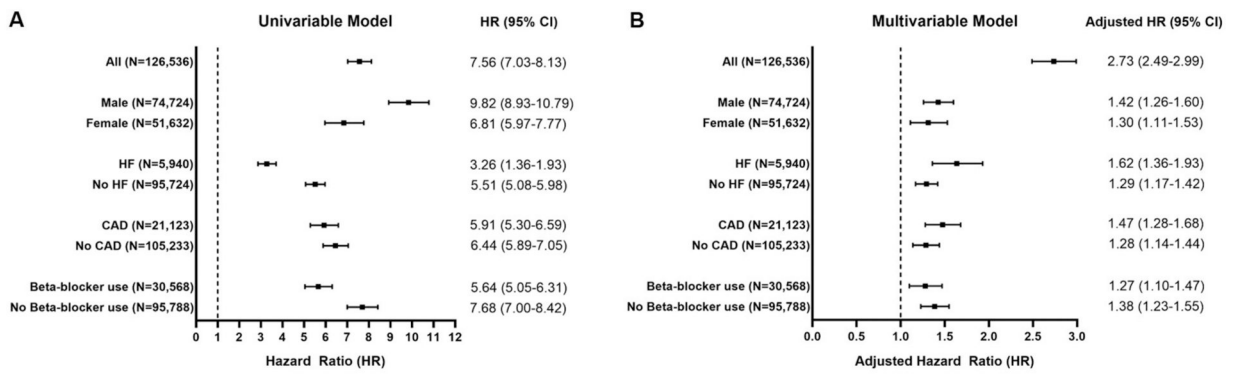 A Univariable Model HR (95% CI)
All (N=126,536) 7.56 (7.03-8.13)
Male (N=74,724) 9.82 (8.93-10.79)
Female (N=51,632) 6.81 (5.97-7.77)
HF (N=5,940) 3.26 (1.36-1.93)
No HF (N=95,724) 5.51 (5.08-5.98)
CAD (N=21,123) 5.91 (5.30-6.59)
No CAD (N=105,233) 6.44 (5.89-7.05)
Beta-blocker use (N=30,568) 5.64 (5.05-6.31)
No Beta-blocker use (N=95,788) 7.68 (7.00-8.42)
0 1 2 3 4 5 6 7 8 9 10 11 12
Hazard Ratio (HR)
B Multivariable Model Adjusted HR (95% CI)
All (N=126,536) 2.73 (2.49-2.99)
Male (N=74,724) 1.42 (1.26-1.60)
Female (N=51,632) 1.30 (1.11-1.53)
HF (N=5,940) 1.62 (1.36-1.93)
No HF (N=95,724) 1.29 (1.17-1.42)
CAD (N=21,123) 1.47 (1.28-1.68)
No CAD (N=105,233) 1.28 (1.14-1.44)
Beta-blocker use (N=30,568) 1.27 (1.10-1.47)
No Beta-blocker use (N=95,788) 1.38 (1.23-1.55)
0.0 0.5 1.0 1.5 2.0 2.5 3.0
Adjusted Hazard Ratio (HR)